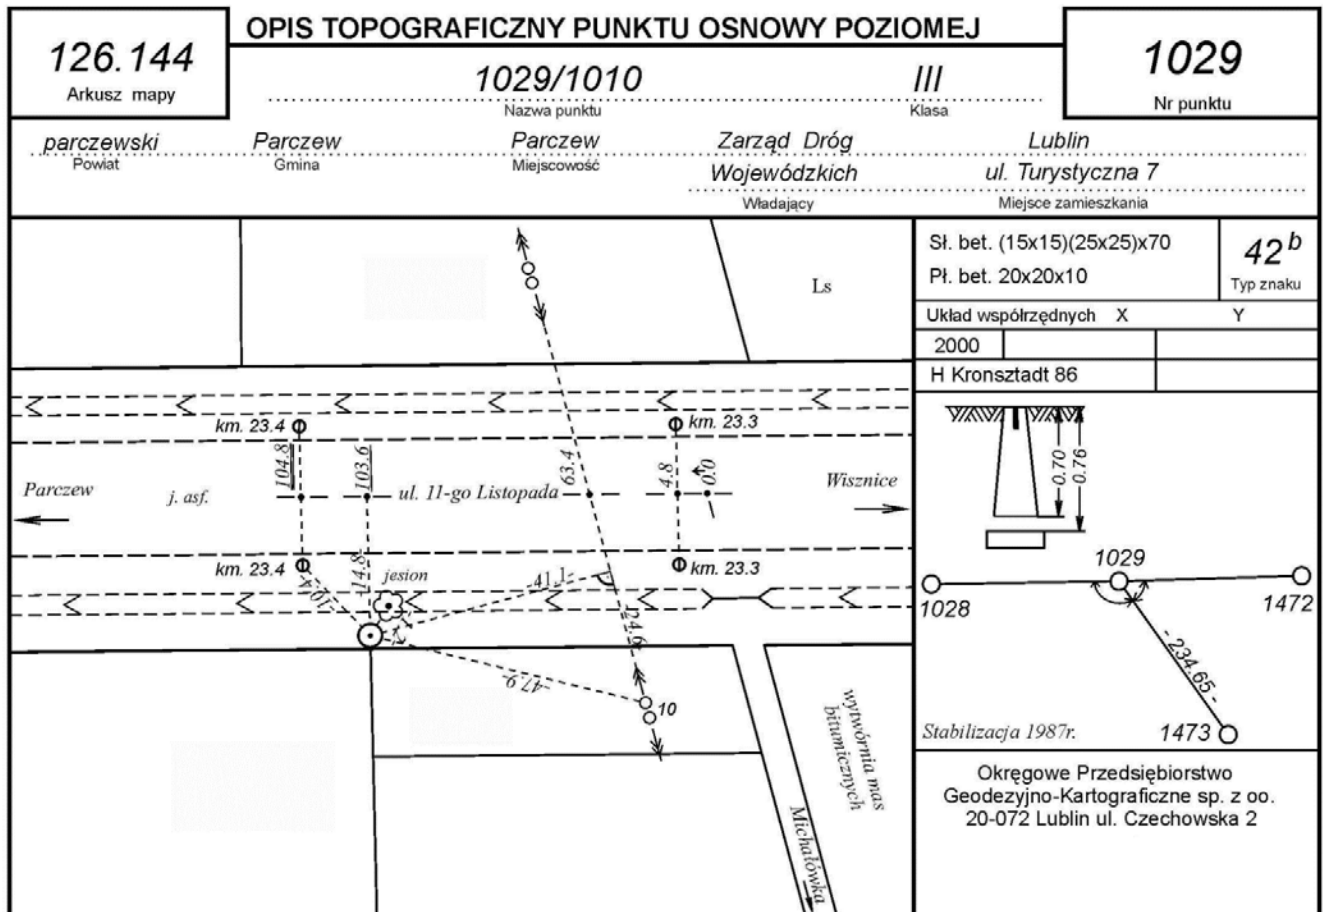 OPIS TOPOGRAFICZNY PUNKTU OSNOWY POZIOMEJ
126.144
Arkusz mapy
1029/1010
Nazwa punktu
III
Klasa
1029
Nr punktu
parczewski
Powiat
Parczew
Gmina
Parczew
Miejscowość
Zarząd Dróg
Wojewódzkich
Władający
Lublin
ul. Turystyczna 7
Miejsce zamieszkania
Ls
km. 23.4
km. 23.3
104.8
103.6
63.4
4.8
0.0
Parczew
j. asf.
ul. 11-go Listopada
Wisznice
km. 23.4
-14.8-
jesion
-41.1-
km. 23.3
-10.4-
24.6
-47.9-
10
wytwórnia mas
bitumicznych
Michałówka
Sł. bet. (15x15)(25x25)x70
Pł. bet. 20x20x10
42 b
Typ znaku
Układ współrzędnych X Y
2000
H Kronsztadt 86
0.70
0.76
1029
1028
1472
-234.65-
1473
Stabilizacja 1987r.
Okręgowe Przedsiębiorstwo
Geodezyjno-Kartograficzne sp. z oo.
20-072 Lublin ul. Czechowska 2